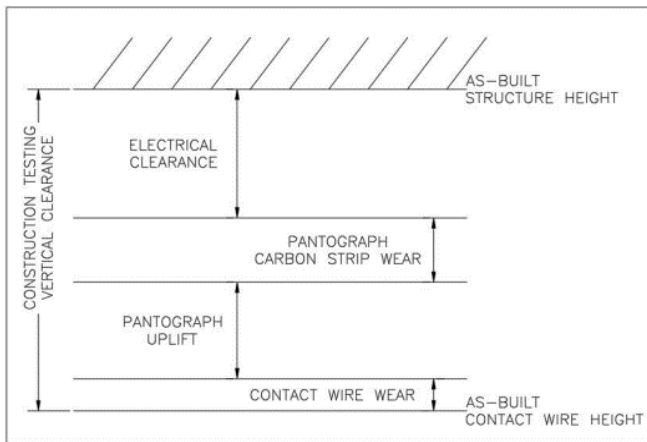 AS-BUILT
STRUCTURE HEIGHT
ELECTRICAL
CLEARANCE
CONSTRUCTION TESTING
VERTICAL CLEARANCE
PANTOGRAPH
CARBON STRIP WEAR
PANTOGRAPH
UPLIFT
CONTACT WIRE WEAR
AS-BUILT
CONTACT WIRE HEIGHT